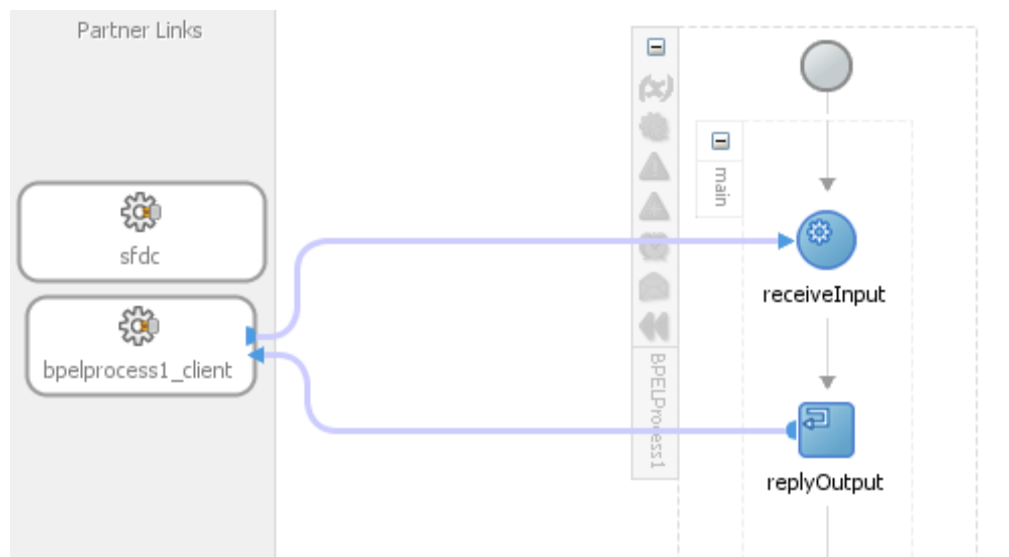 Partner Links
sfdc
bpelprocess1_client
main
receiveInput
BPELProcess1
replyOutput